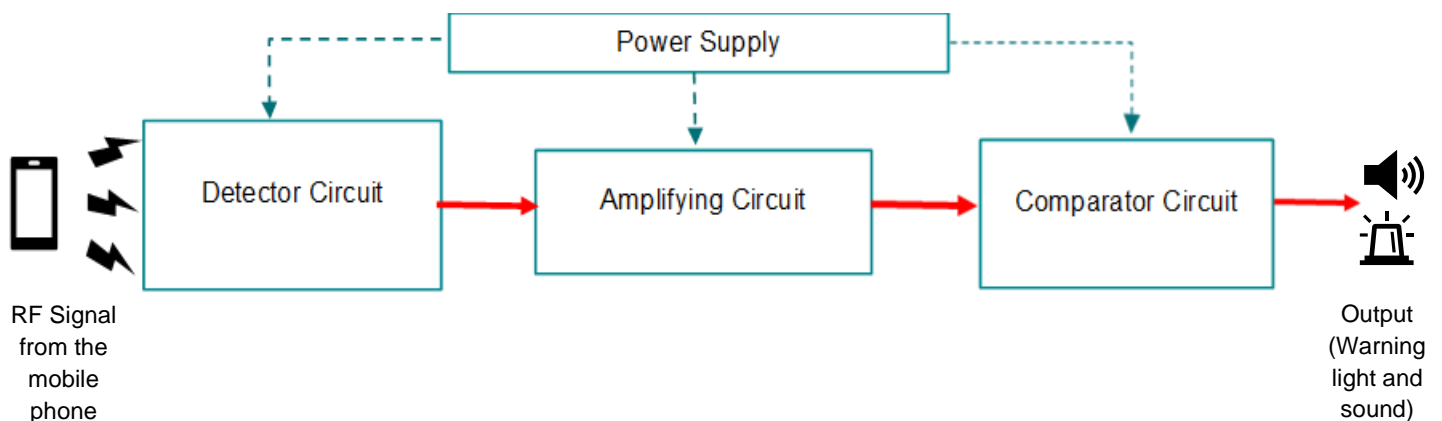 Power Supply
Detector Circuit
Amplifying Circuit
Comparator Circuit
RF Signal
from the
mobile
phone
Output
(Warning
light and
sound)